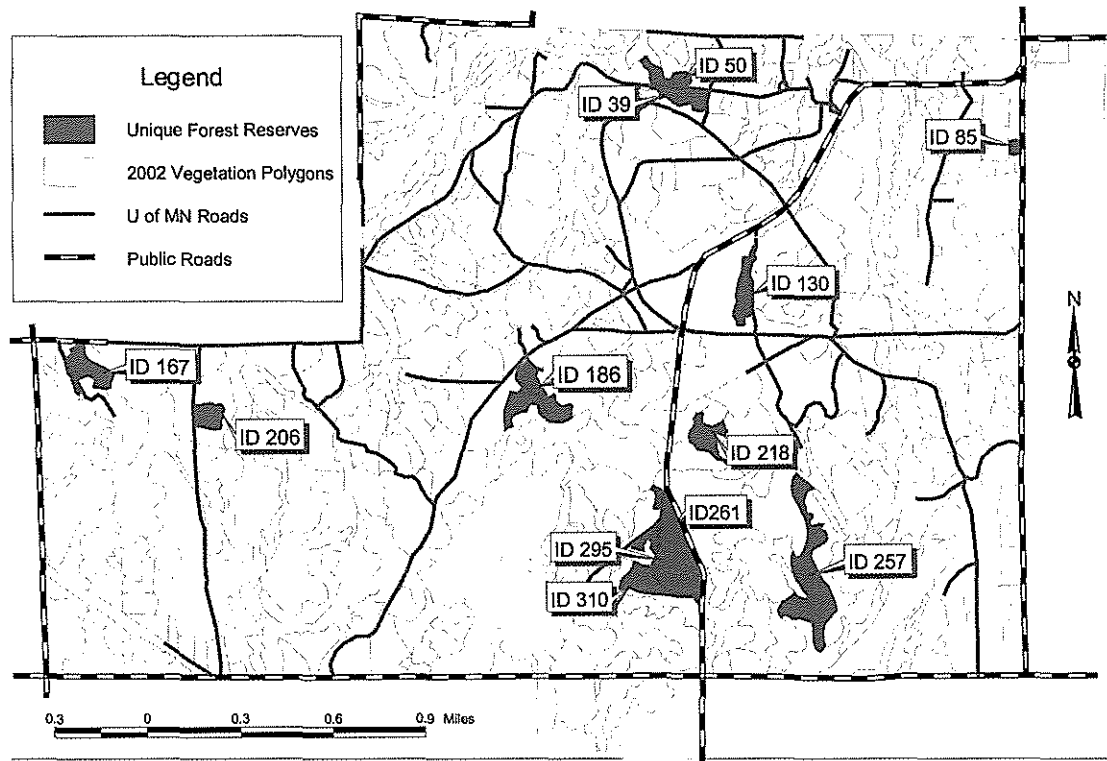 Legend
Unique Forest Reserves
2002 Vegetation Polygons
U of MN Roads
Public Roads
ID 50
ID 39
ID 85
ID 130
N
ID 167
ID 186
ID 206
ID 218
ID261
ID 295
ID 257
ID 310
0.3 0 0.3 0.6 0.9 Miles